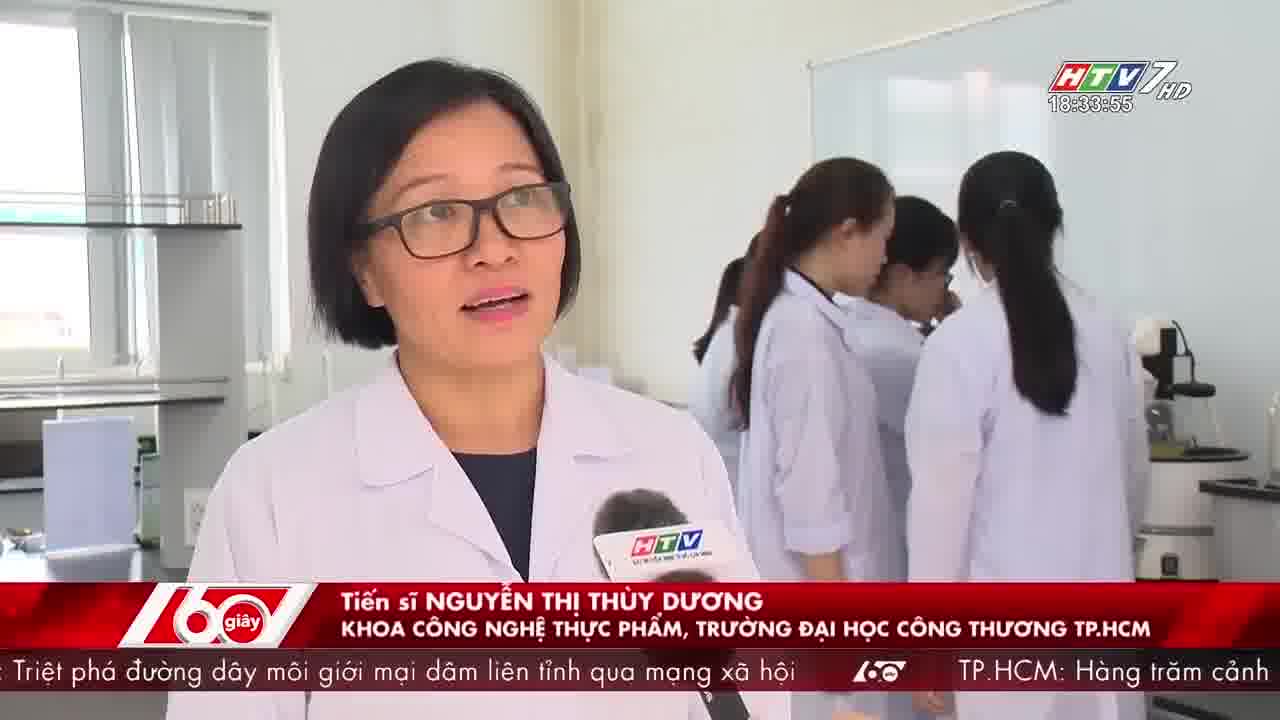 HTV7 HD
18:33:55
HTV
60 giây
Tiến sĩ NGUYỄN THỊ THÙY DƯƠNG
KHOA CÔNG NGHỆ THỰC PHẨM, TRƯỜNG ĐẠI HỌC CÔNG THƯƠNG TP.HCM
: Triệt phá đường dây môi giới mại dâm liên tỉnh qua mạng xã hội 60 giây TP.HCM: Hàng trăm cảnh